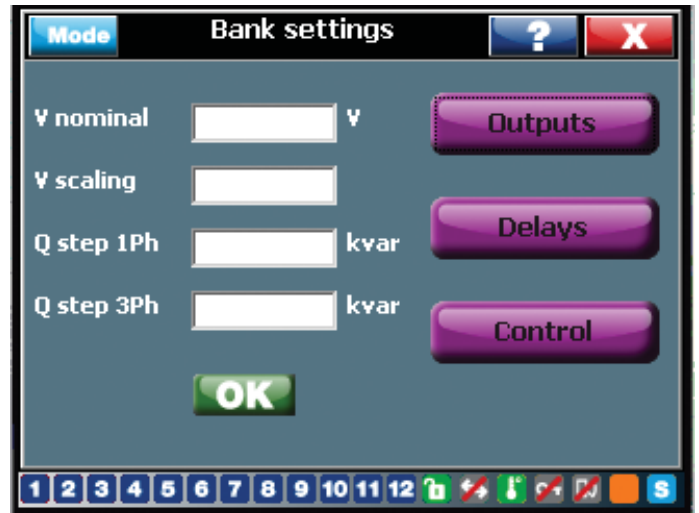 Mode Bank settings ? X
V nominal V Outputs
V scaling
Delays
Q step 1Ph kvar
Q step 3Ph kvar
Control
OK
1 2 3 4 5 6 7 8 9 10 11 12 S